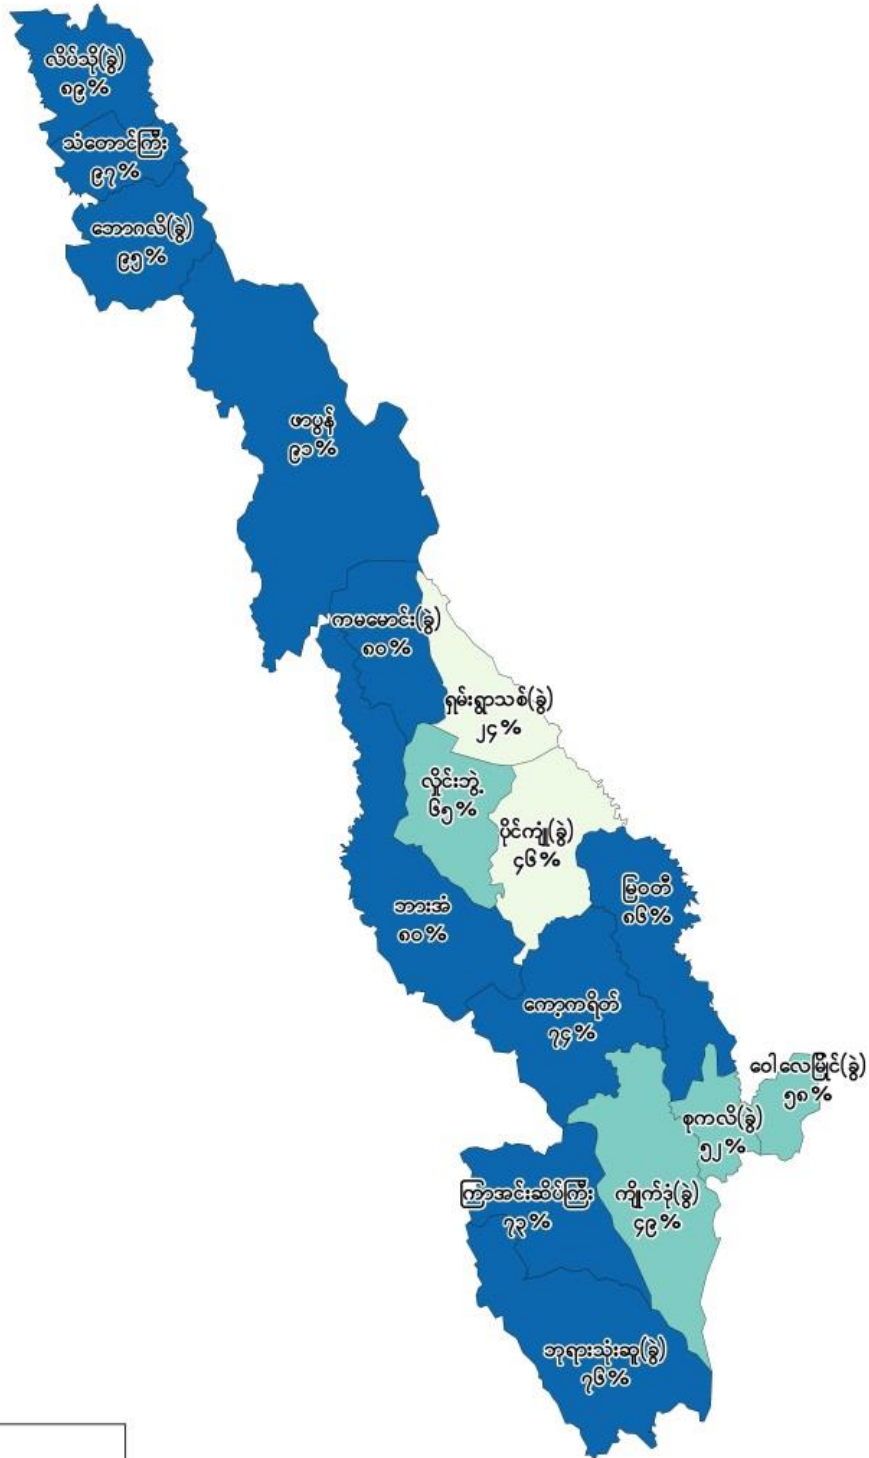 လိပ်သို(ခွဲ)
၈၉%
သံတောင်ကြီး
၉၇%
ဘောဂလိ(ခွဲ)
၉၅%
ဖာပွန်
၉၁%
ကမမောင်း(ခွဲ)
၈၀%
ရှမ်းရွာသစ်(ခွဲ)
၂၄%
လှိုင်းဘွဲ့
၆၅%
ပိုင်ကျုံ(ခွဲ)
၄၆%
မြဝတီ
၈၆%
ဘားအံ
၈၀%
ကော့ကရိတ်
၇၄%
ဝေါလေမြိုင်(ခွဲ)
၅၈%
စုကလိ(ခွဲ)
၅၂%
ကြာအင်းဆိပ်ကြီး
၇၃%
ကျိုက်ဒုံ(ခွဲ)
၄၉%
ဘုရားသုံးဆူ(ခွဲ)
၇၆%